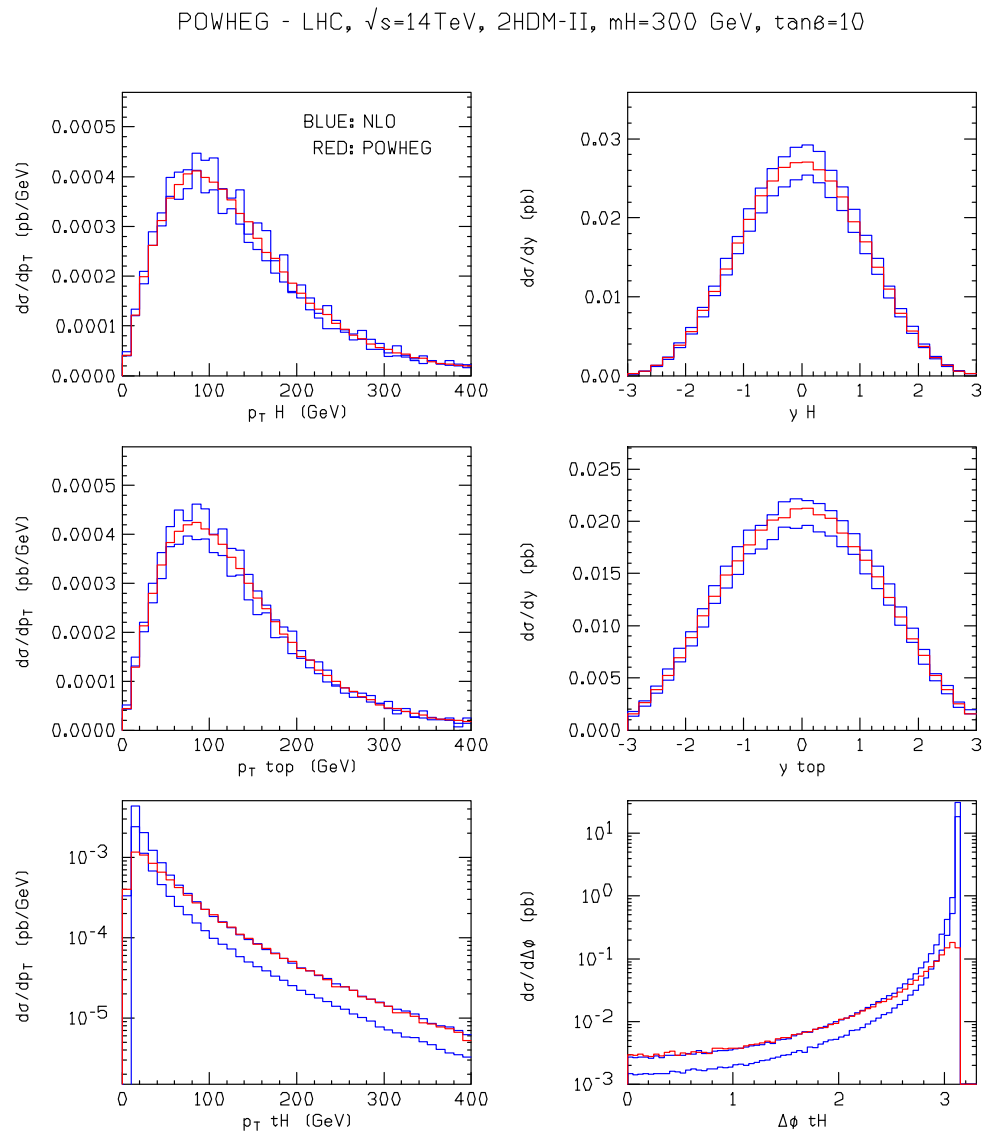 POWHEG - LHC, √s=14TeV, 2HDM-II, mH=300 GeV, tanβ=10
dσ/dp_T (pb/GeV)
0.0005
0.0004
0.0003
0.0002
0.0001
0.0000
BLUE: NLO
RED: POWHEG
0 100 200 300 400
p_T H (GeV)
dσ/dy (pb)
0.03
0.02
0.01
0.00
-3 -2 -1 0 1 2 3
y H
dσ/dp_T (pb/GeV)
0.0005
0.0004
0.0003
0.0002
0.0001
0.0000
0 100 200 300 400
p_T top (GeV)
dσ/dy (pb)
0.025
0.020
0.015
0.010
0.005
0.000
-3 -2 -1 0 1 2 3
y top
dσ/dp_T (pb/GeV)
10^-3
10^-4
10^-5
0 100 200 300 400
p_T tH (GeV)
dσ/dΔϕ (pb)
10^1
10^0
10^-1
10^-2
10^-3
0 1 2 3
Δϕ tH